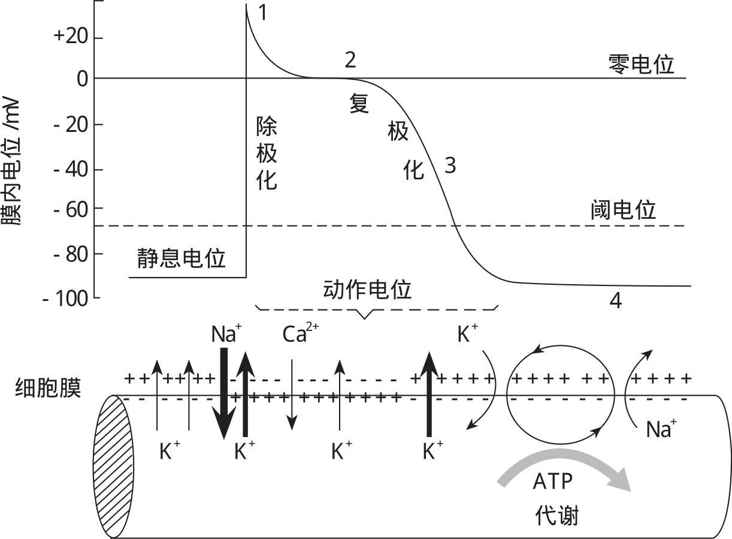 膜内电位/mV
+20
0
- 20
- 40
- 60
- 80
- 100
1
2
3
4
零电位
除极化
复极化
阈电位
静息电位
动作电位
Na⁺
Ca²⁺
K⁺
细胞膜
+ + + + + + + + - - - - - - - - + + + + + + + + + + + + + + + + + +
- - - - - + + + + + + + + + + + + - - - - - - - - - - - -
K⁺
K⁺
K⁺
K⁺
Na⁺
ATP
代谢